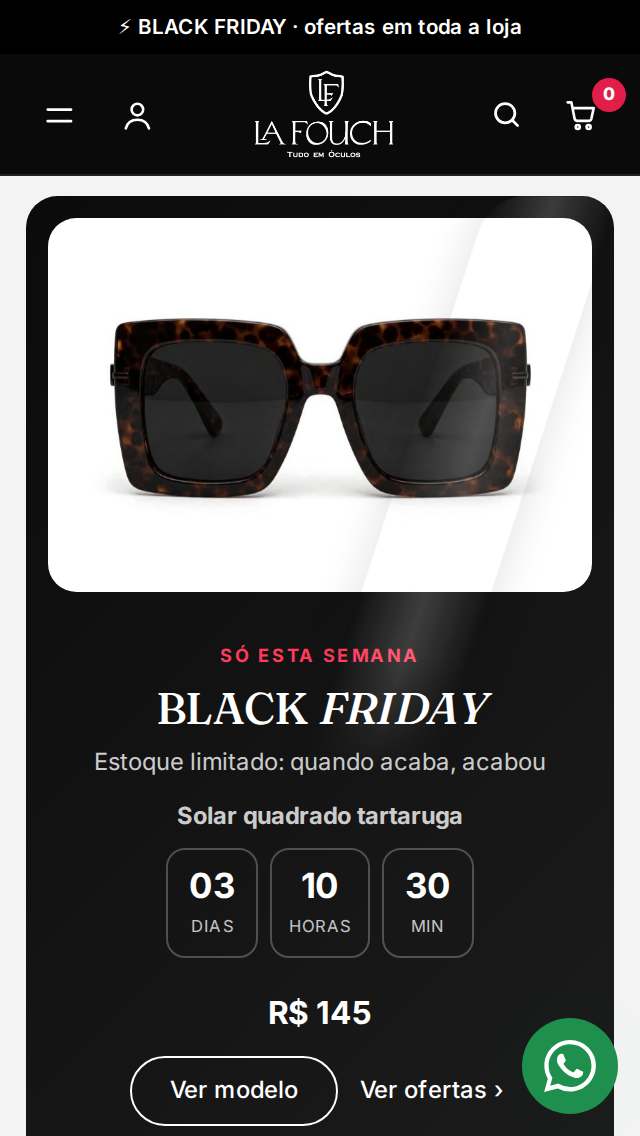 ⚡ BLACK FRIDAY · ofertas em toda a loja
0
LF
LA FOUCH
Tudo em Óculos
SÓ ESTA SEMANA
BLACK FRIDAY
Estoque limitado: quando acaba, acabou
Solar quadrado tartaruga
03 10 30
DIAS HORAS MIN
R$ 145
Ver modelo Ver ofertas ›